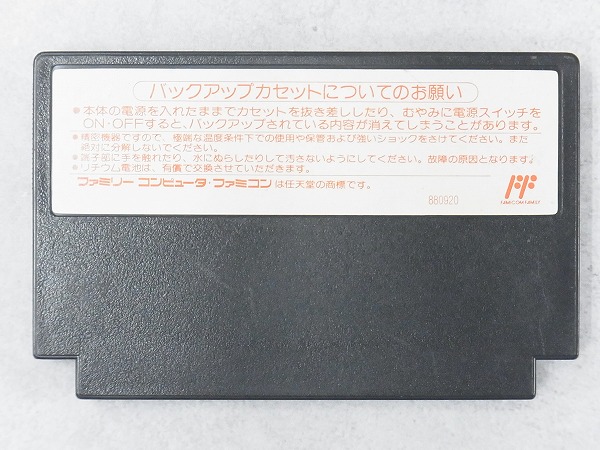 バックアップカセットについてのお願い
●本体の電源を入れたままでカセットを抜き差ししたり、むやみに電源スイッチを
ON・OFFすると、バックアップされている内容が消えてしまうことがあります。
●精密機器ですので、極端な温度条件下での使用や保管および強いショックをさけてください。また
絶対に分解しないでください。
●端子部に手を触れたり、水にぬらしたりして汚さないようにしてください。故障の原因となります。
●リチウム電池は、有償で交換させていただきます。
ファミリー コンピュータ・ファミコンは任天堂の商標です。
880920
FF
FAMICOM FAMILY